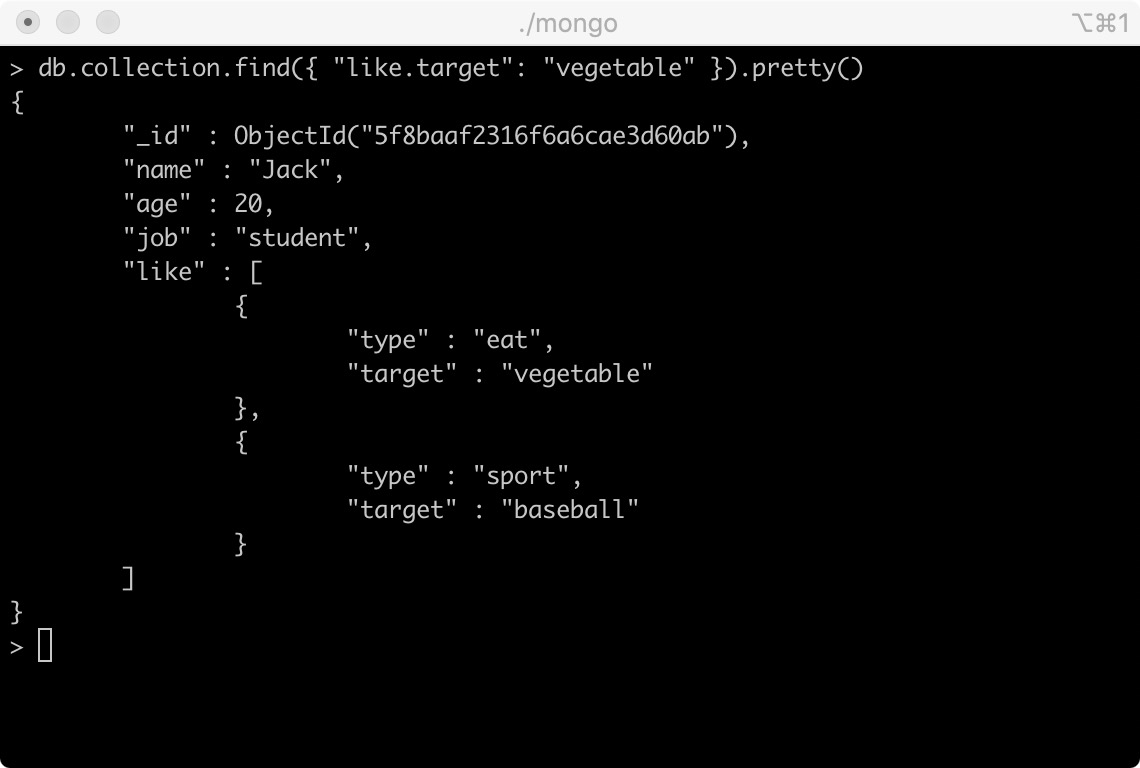 ./mongo
⌥⌘1
> db.collection.find({ "like.target": "vegetable" }).pretty()
{
        "_id" : ObjectId("5f8baaf2316f6a6cae3d60ab"),
        "name" : "Jack",
        "age" : 20,
        "job" : "student",
        "like" : [
                {
                        "type" : "eat",
                        "target" : "vegetable"
                },
                {
                        "type" : "sport",
                        "target" : "baseball"
                }
        ]
}
>